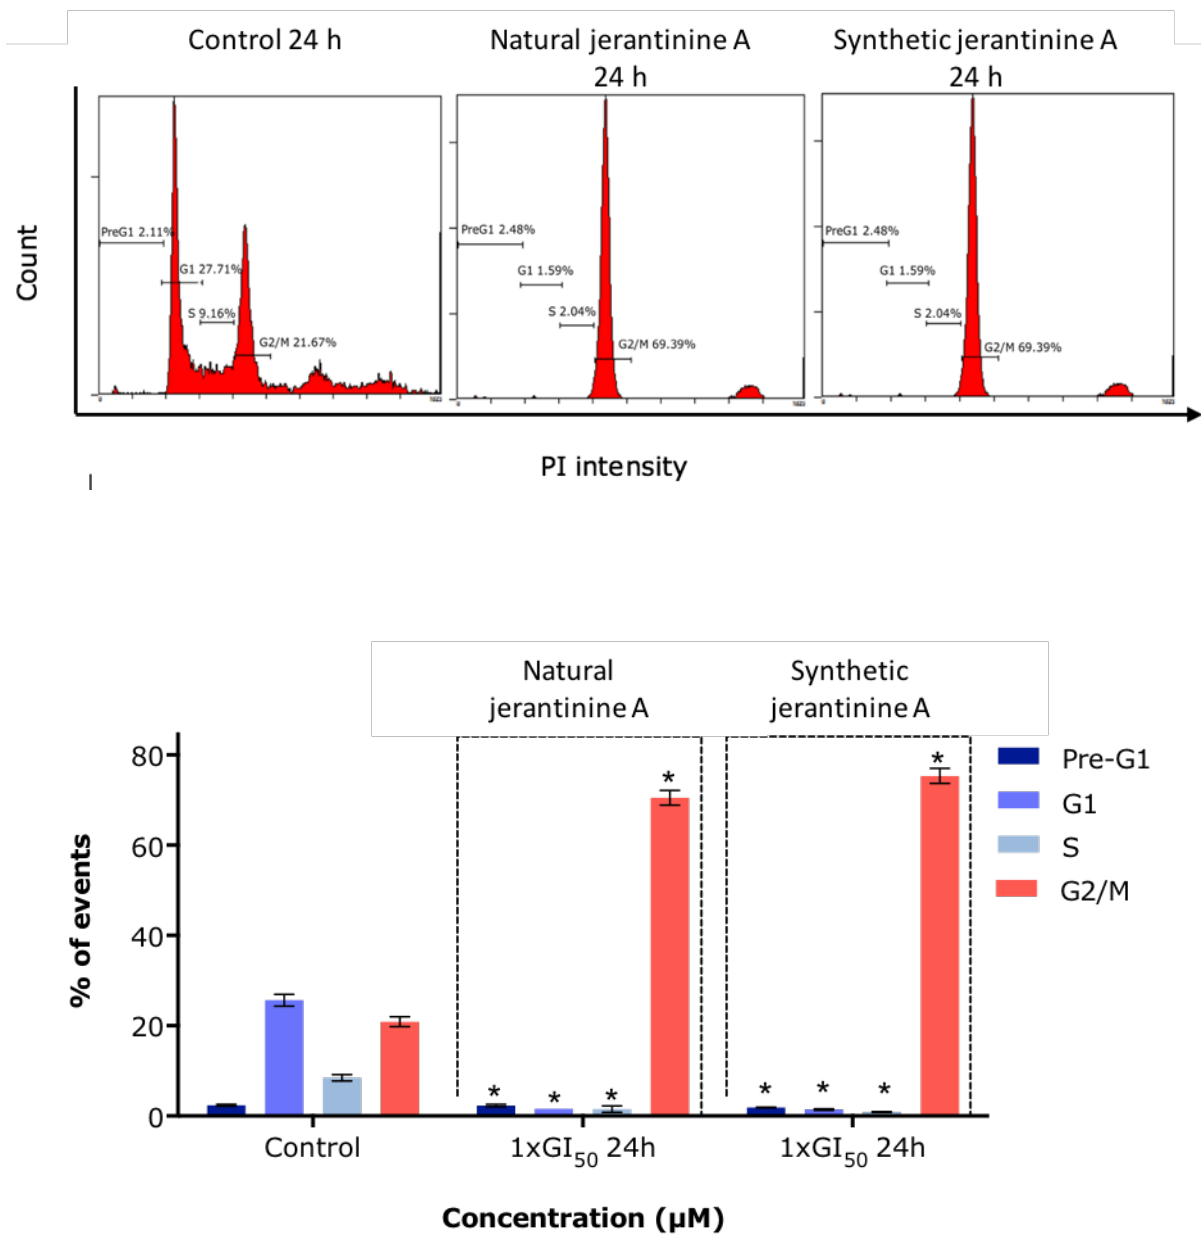 Control 24 h
Natural jerantinine A
24 h
Synthetic jerantinine A
24 h
Count
PreG1 2.11%
G1 27.71%
S 9.16%
G2/M 21.67%
PreG1 2.48%
G1 1.59%
S 2.04%
G2/M 69.39%
PreG1 2.48%
G1 1.59%
S 2.04%
G2/M 69.39%
0
0
0
PI intensity
Natural
jerantinine A
Synthetic
jerantinine A
% of events
80
60
40
20
0
* * * *
* * * *
Pre-G1
G1
S
G2/M
Control
1xGI50 24h
1xGI50 24h
Concentration (µM)